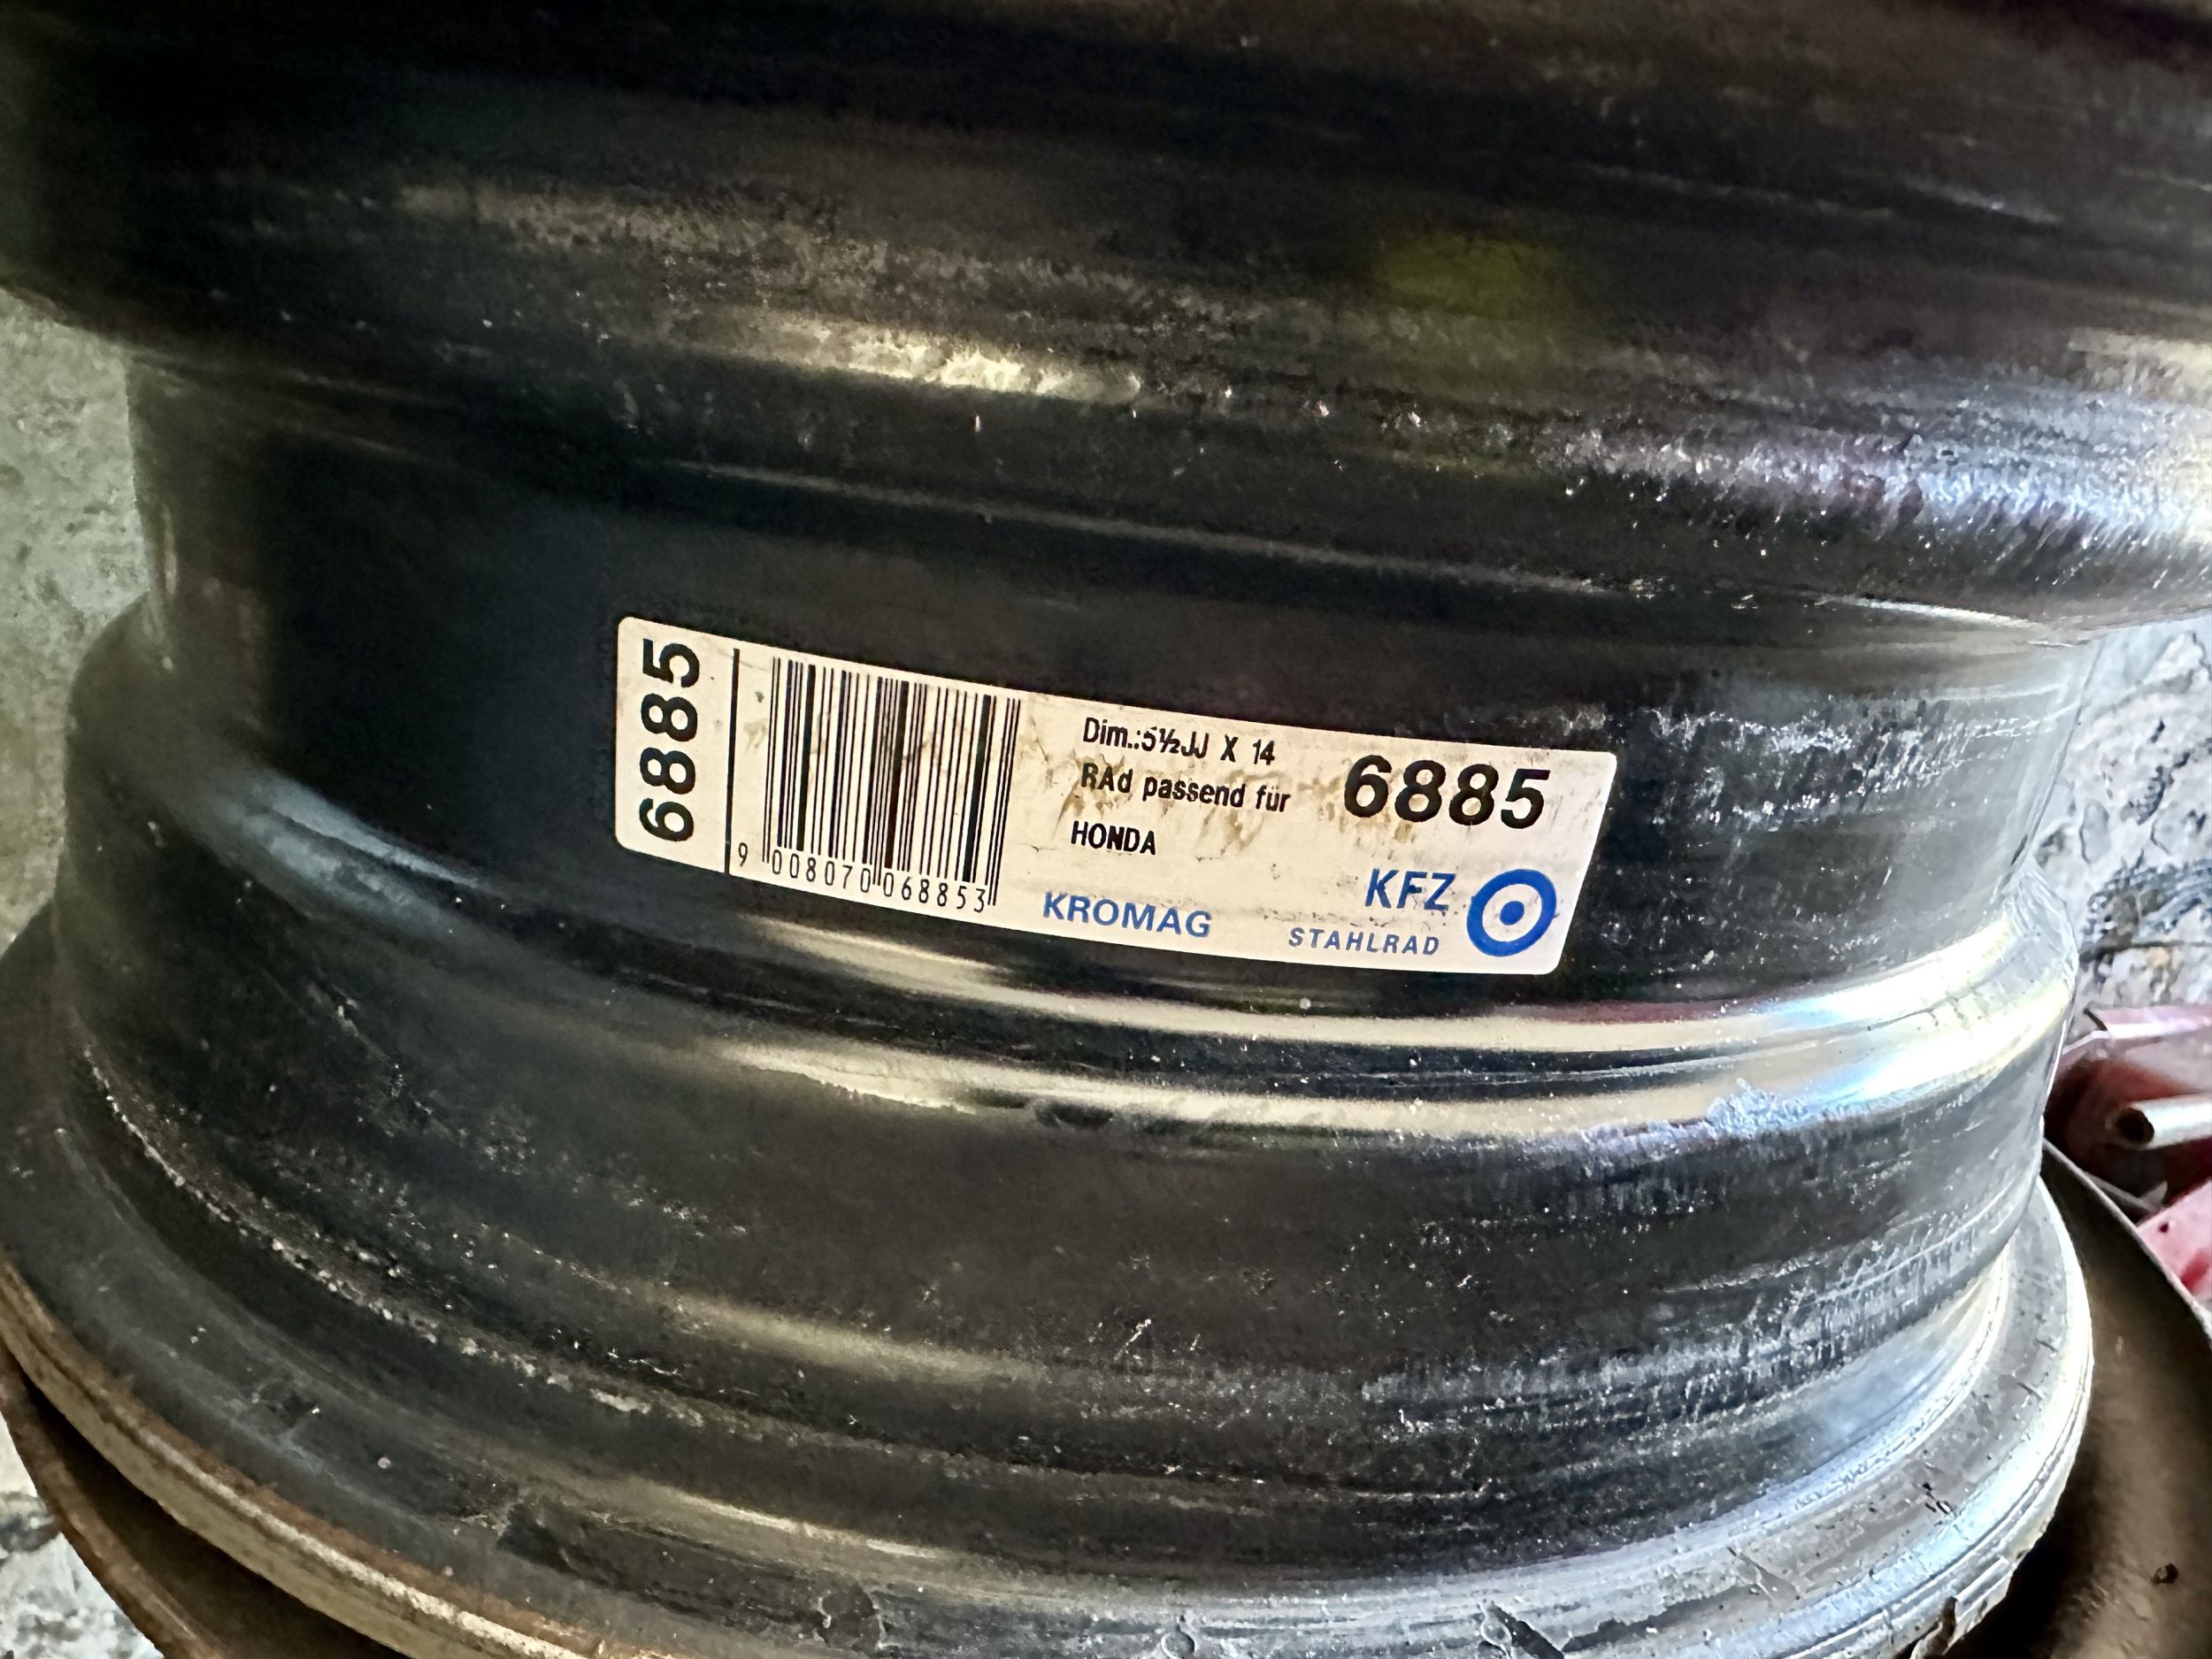 6885
9 008070 068853
Dim.:5½JJ X 14
RAd passend für
HONDA
6885
KROMAG
KFZ
STAHLRAD